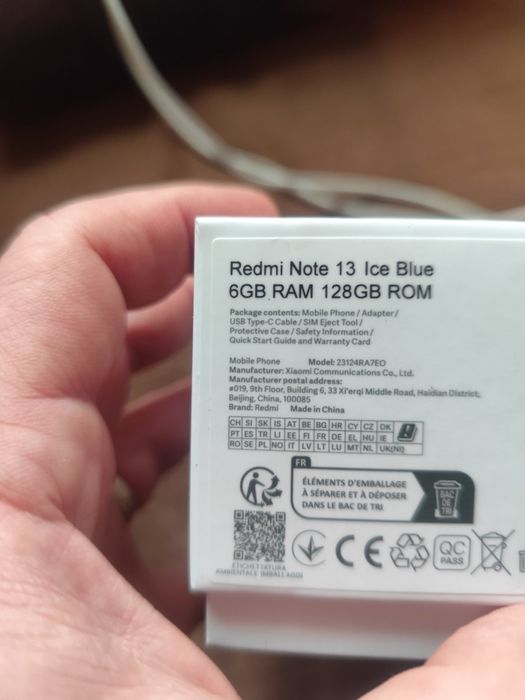 Redmi Note 13 Ice Blue
6GB RAM 128GB ROM
Package contents: Mobile Phone / Adapter /
USB Type-C Cable / SIM Eject Tool /
Protective Case / Safety Information /
Quick Start Guide and Warranty Card
Mobile Phone Model: 23124RA7EO
Manufacturer: Xiaomi Communications Co., Ltd.
Manufacturer postal address:
#019, 9th Floor, Building 6, 33 Xi'erqi Middle Road, Haidian District,
Beijing, China, 100085
Brand: Redmi Made in China
CH SI SK IS AT BE BG HR CY CZ DK
PT ES TR LI EE FI FR DE EL HU IE
RO SE PL NO IT LV LT LU MT NL UK(NI)
FR
ÉLÉMENTS D'EMBALLAGE
À SÉPARER ET À DÉPOSER
DANS LE BAC DE TRI
BAC
DE
TRI
CE
QC
PASS
ETICHETTATURA
AMBIENTALE IMBALLAGGI